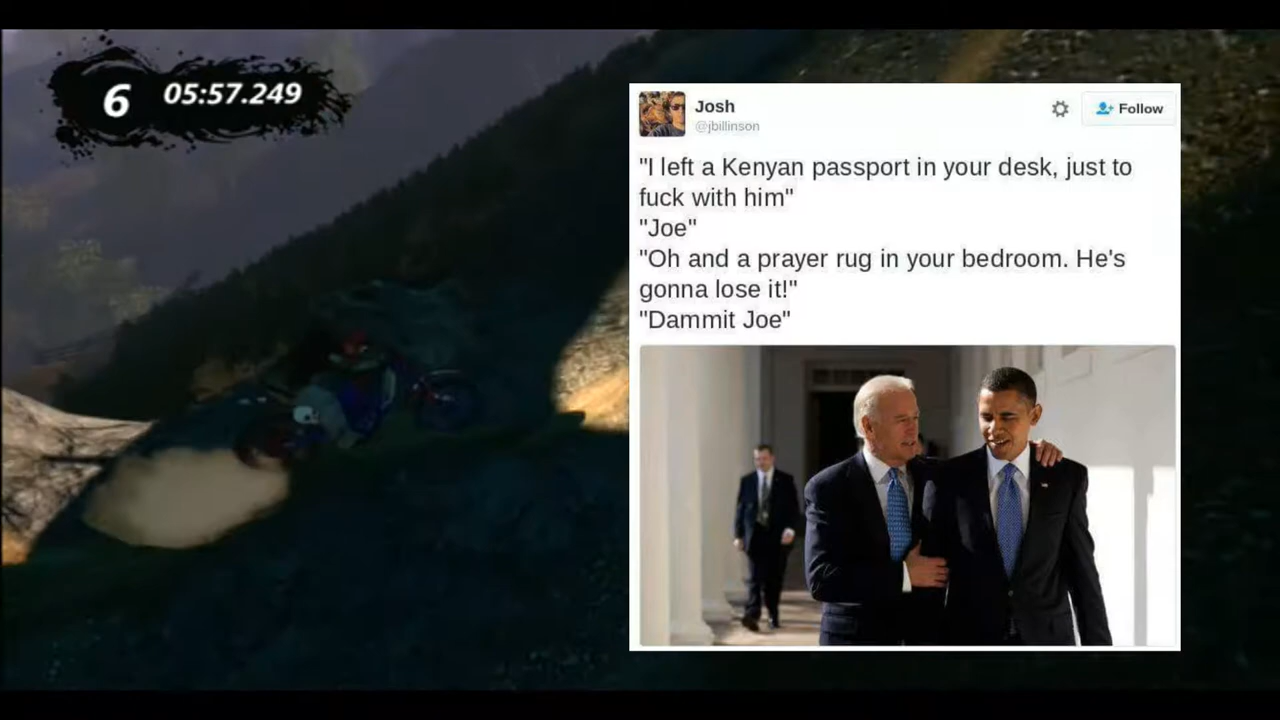 6 05:57.249
Josh
@jbillinson
Follow
"I left a Kenyan passport in your desk, just to
fuck with him"
"Joe"
"Oh and a prayer rug in your bedroom. He's
gonna lose it!"
"Dammit Joe"